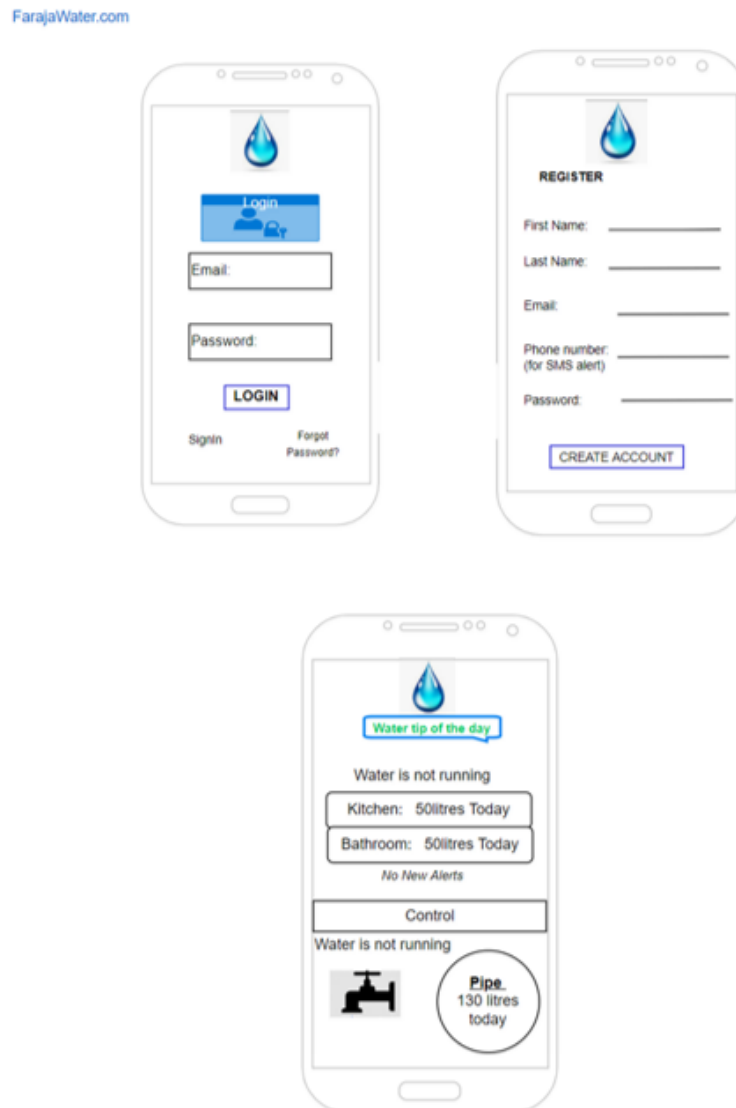 FarajaWater.com
Login
Email:
Password:
LOGIN
SignIn
Forgot
Password?
REGISTER
First Name:
Last Name:
Email:
Phone number:
(for SMS alert)
Password:
CREATE ACCOUNT
Water tip of the day
Water is not running
Kitchen: 50litres Today
Bathroom: 50litres Today
No New Alerts
Control
Water is not running
Pipe
130 litres
today